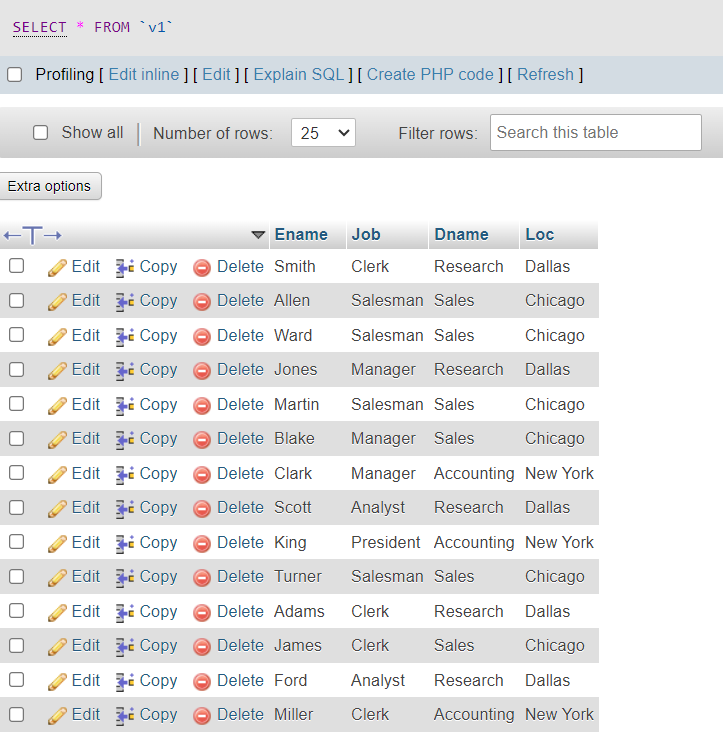 SELECT * FROM `v1`
Profiling [ Edit inline ] [ Edit ] [ Explain SQL ] [ Create PHP code ] [ Refresh ]
Show all Number of rows: 25 Filter rows: Search this table
Extra options
Ename Job Dname Loc
Edit Copy Delete Smith Clerk Research Dallas
Edit Copy Delete Allen Salesman Sales Chicago
Edit Copy Delete Ward Salesman Sales Chicago
Edit Copy Delete Jones Manager Research Dallas
Edit Copy Delete Martin Salesman Sales Chicago
Edit Copy Delete Blake Manager Sales Chicago
Edit Copy Delete Clark Manager Accounting New York
Edit Copy Delete Scott Analyst Research Dallas
Edit Copy Delete King President Accounting New York
Edit Copy Delete Turner Salesman Sales Chicago
Edit Copy Delete Adams Clerk Research Dallas
Edit Copy Delete James Clerk Sales Chicago
Edit Copy Delete Ford Analyst Research Dallas
Edit Copy Delete Miller Clerk Accounting New York